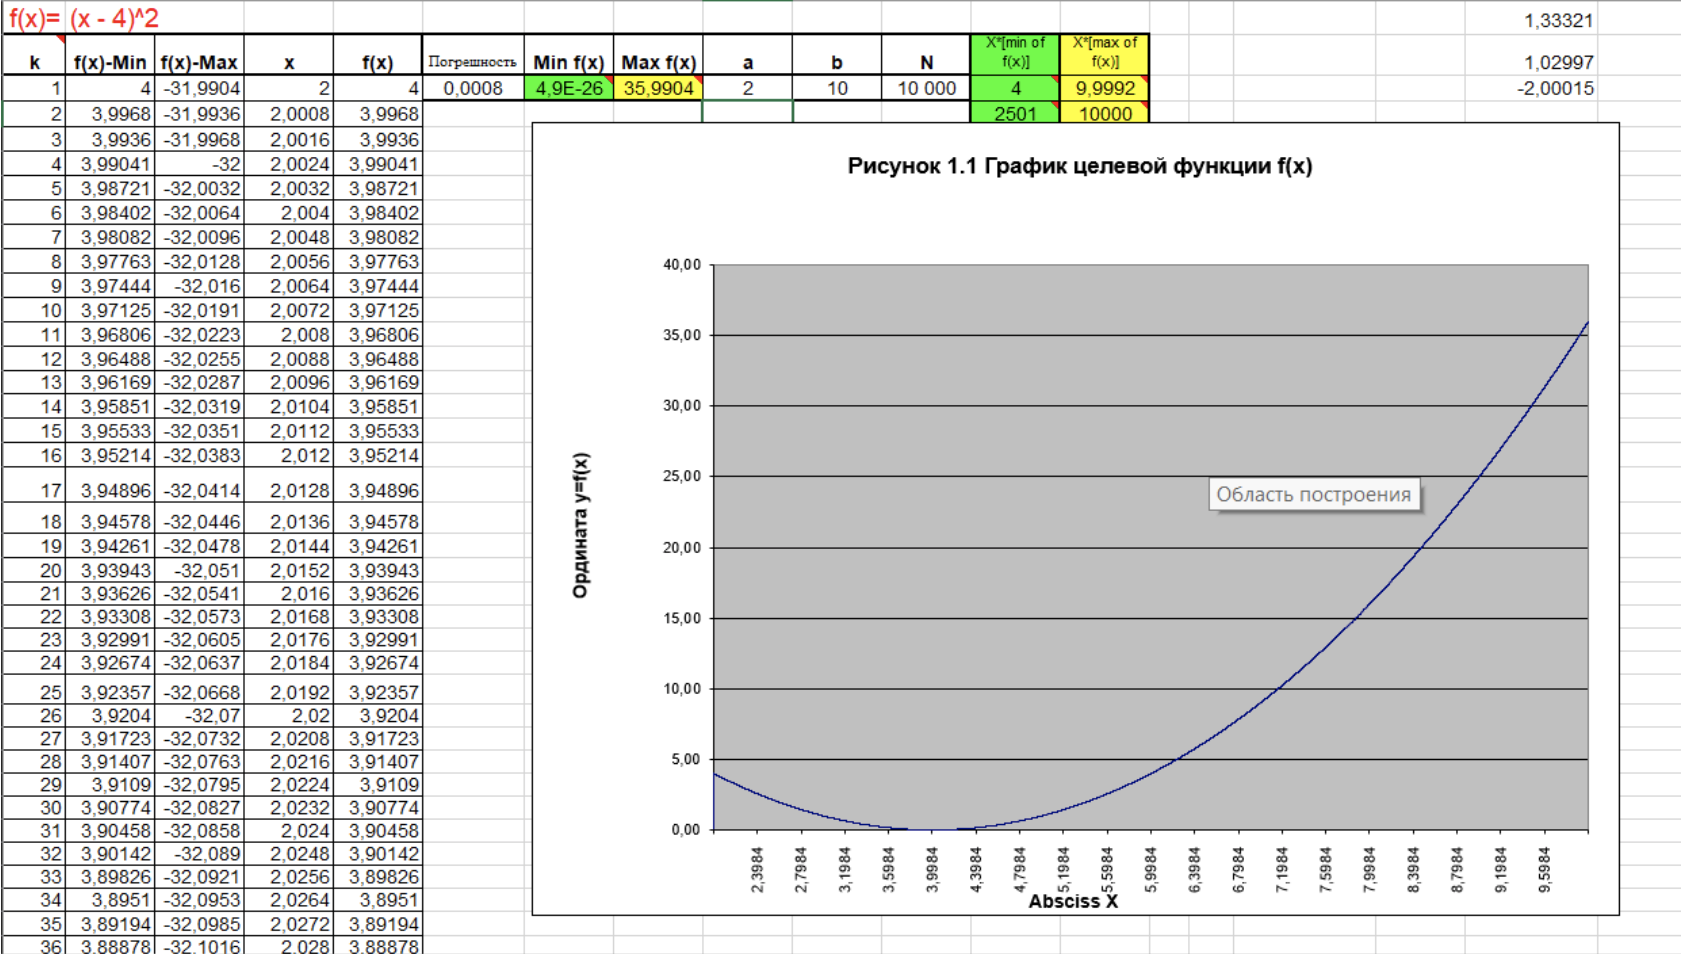 f(x)= (x - 4)^2 1,33321
k f(x)-Min f(x)-Max x f(x) Погрешность Min f(x) Max f(x) a b N X*[min of f(x)] X*[max of f(x)] 1,02997
1 4 -31,9904 2 4 0,0008 4,9E-26 35,9904 2 10 10 000 4 9,9992 -2,00015
2 3,9968 -31,9936 2,0008 3,9968 2501 10000
3 3,9936 -31,9968 2,0016 3,9936
4 3,99041 -32 2,0024 3,99041
5 3,98721 -32,0032 2,0032 3,98721
6 3,98402 -32,0064 2,004 3,98402
7 3,98082 -32,0096 2,0048 3,98082
8 3,97763 -32,0128 2,0056 3,97763
9 3,97444 -32,016 2,0064 3,97444
10 3,97125 -32,0191 2,0072 3,97125
11 3,96806 -32,0223 2,008 3,96806
12 3,96488 -32,0255 2,0088 3,96488
13 3,96169 -32,0287 2,0096 3,96169
14 3,95851 -32,0319 2,0104 3,95851
15 3,95533 -32,0351 2,0112 3,95533
16 3,95214 -32,0383 2,012 3,95214
17 3,94896 -32,0414 2,0128 3,94896
18 3,94578 -32,0446 2,0136 3,94578
19 3,94261 -32,0478 2,0144 3,94261
20 3,93943 -32,051 2,0152 3,93943
21 3,93626 -32,0541 2,016 3,93626
22 3,93308 -32,0573 2,0168 3,93308
23 3,92991 -32,0605 2,0176 3,92991
24 3,92674 -32,0637 2,0184 3,92674
25 3,92357 -32,0668 2,0192 3,92357
26 3,9204 -32,07 2,02 3,9204
27 3,91723 -32,0732 2,0208 3,91723
28 3,91407 -32,0763 2,0216 3,91407
29 3,9109 -32,0795 2,0224 3,9109
30 3,90774 -32,0827 2,0232 3,90774
31 3,90458 -32,0858 2,024 3,90458
32 3,90142 -32,089 2,0248 3,90142
33 3,89826 -32,0921 2,0256 3,89826
34 3,8951 -32,0953 2,0264 3,8951
35 3,89194 -32,0985 2,0272 3,89194
36 3,88878 -32,1016 2,028 3,88878
Рисунок 1.1 График целевой функции f(x)
Ордината y=f(x)
40,00
35,00
30,00
25,00
20,00
15,00
10,00
5,00
0,00
Область построения
2,3984 2,7984 3,1984 3,5984 3,9984 4,3984 4,7984 5,1984 5,5984 5,9984 6,3984 6,7984 7,1984 7,5984 7,9984 8,3984 8,7984 9,1984 9,5984
Absciss X